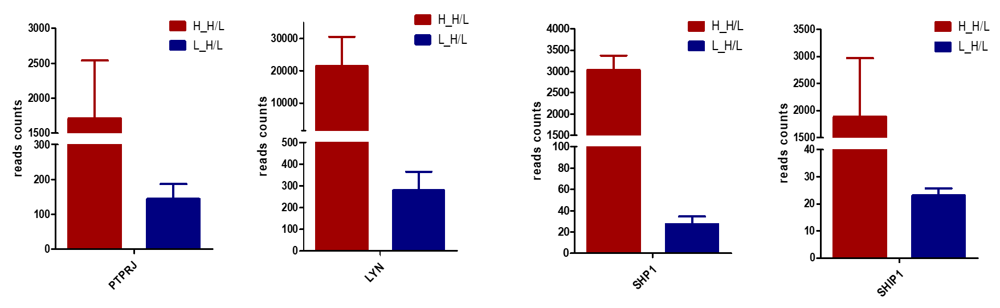 H_H/L
L_H/L
reads counts
3000
2500
2000
1500
300
200
100
0
PTPRJ
H_H/L
L_H/L
reads counts
30000
20000
10000
500
400
300
200
100
0
LYN
H_H/L
L_H/L
reads counts
4000
3500
3000
2500
2000
1500
100
80
60
40
20
0
SHP1
H_H/L
L_H/L
reads counts
3500
3000
2500
2000
1500
40
30
20
10
0
SHIP1